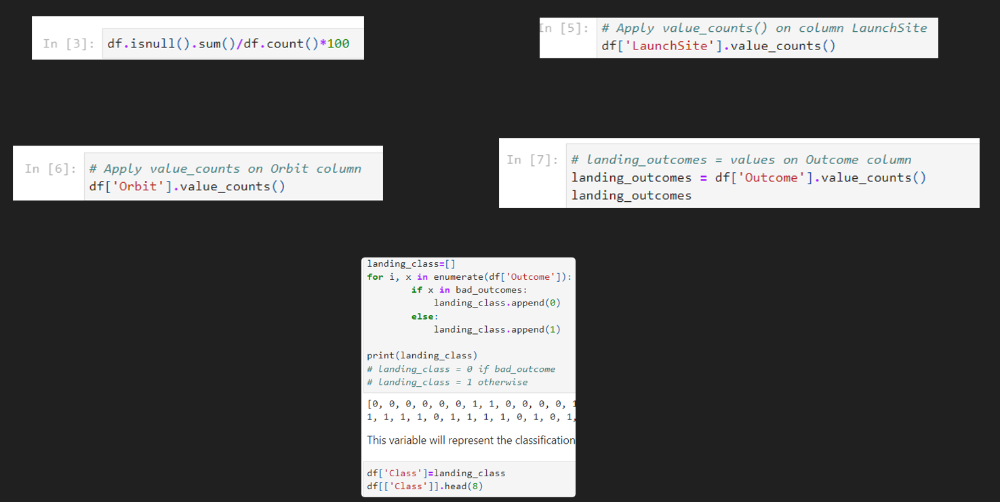 In [3]: df.isnull().sum()/df.count()*100
In [5]: # Apply value_counts() on column LaunchSite
df['LaunchSite'].value_counts()
In [6]: # Apply value_counts on Orbit column
df['Orbit'].value_counts()
In [7]: # landing_outcomes = values on Outcome column
landing_outcomes = df['Outcome'].value_counts()
landing_outcomes
landing_class=[]
for i, x in enumerate(df['Outcome']):
        if x in bad_outcomes:
            landing_class.append(0)
        else:
            landing_class.append(1)
print(landing_class)
# landing_class = 0 if bad_outcome
# landing_class = 1 otherwise
[0, 0, 0, 0, 0, 0, 1, 1, 0, 0, 0, 0, 1
1, 1, 1, 1, 0, 1, 1, 1, 1, 0, 1, 0, 1,
This variable will represent the classification
df['Class']=landing_class
df[['Class']].head(8)